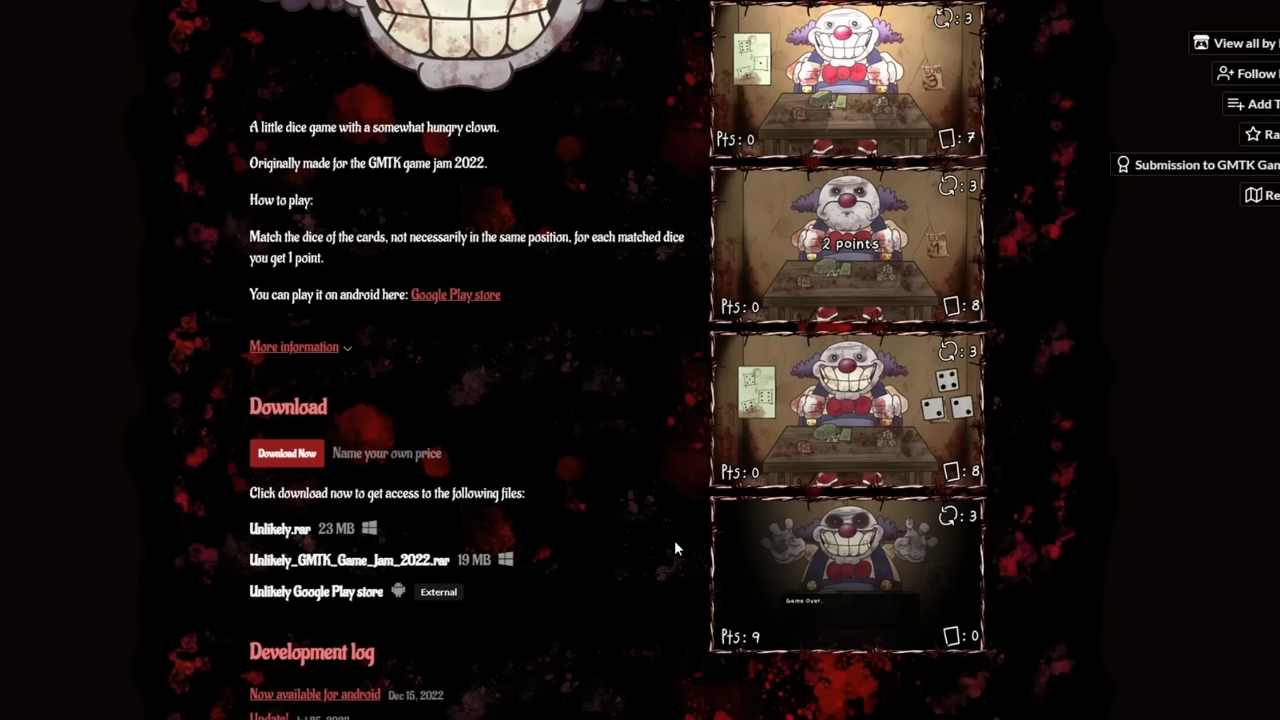 A little dice game with a somewhat hungry clown.
Originally made for the GMTK game jam 2022.
How to play:
Match the dice of the cards, not necessarily in the same position, for each matched dice
you get 1 point.
You can play it on android here: Google Play store
More information
Download
Download Now Name your own price
Click download now to get access to the following files:
Unlikely.rar 23 MB
Unlikely_GMTK_Game_Jam_2022.rar 19 MB
Unlikely Google Play store External
Development log
Now available for android Dec 15, 2022
Update!
: 3
3
Pts: 0
: 7
: 3
2 points
1
Pts: 0
: 8
: 3
Pts: 0
: 8
: 3
Game Over.
Pts: 9
: 0
View all by
Follow
Add T
Ra
Submission to GMTK Gam
Re